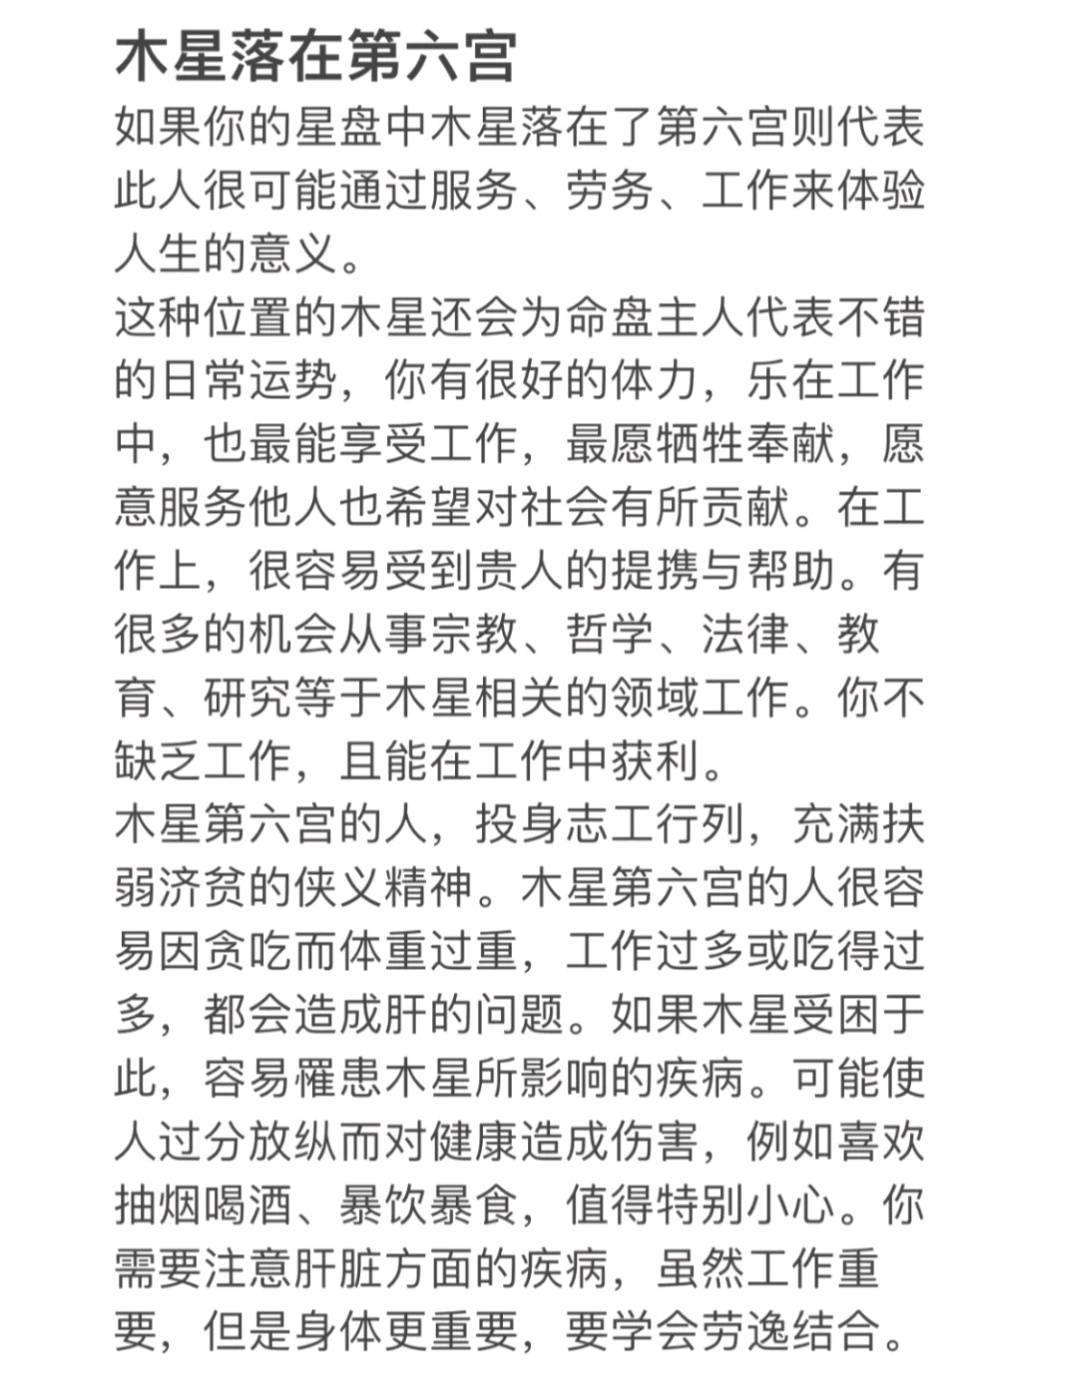 木星落在第六宫
如果你的星盘中木星落在了第六宫则代表
此人很可能通过服务、劳务、工作来体验
人生的意义。
这种位置的木星还会为命盘主人代表不错
的日常运势，你有很好的体力，乐在工作
中，也最能享受工作，最愿牺牲奉献，愿
意服务他人也希望对社会有所贡献。在工
作上，很容易受到贵人的提携与帮助。有
很多的机会从事宗教、哲学、法律、教
育、研究等于木星相关的领域工作。你不
缺乏工作，且能在工作中获利。
木星第六宫的人，投身志工行列，充满扶
弱济贫的侠义精神。木星第六宫的人很容
易因贪吃而体重过重，工作过多或吃得过
多，都会造成肝的问题。如果木星受困于
此，容易罹患木星所影响的疾病。可能使
人过分放纵而对健康造成伤害，例如喜欢
抽烟喝酒、暴饮暴食，值得特别小心。你
需要注意肝脏方面的疾病，虽然工作重
要，但是身体更重要，要学会劳逸结合。